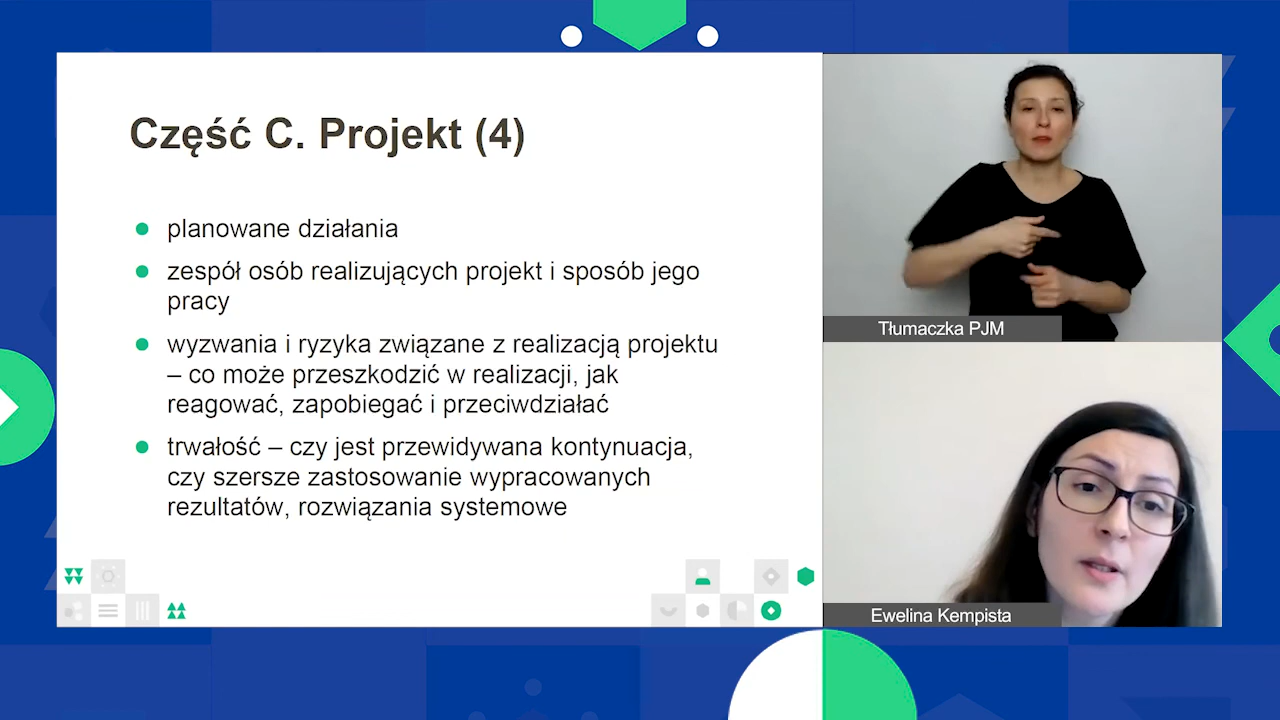 Część C. Projekt (4)
planowane działania
zespół osób realizujących projekt i sposób jego
pracy
wyzwania i ryzyka związane z realizacją projektu
– co może przeszkodzić w realizacji, jak
reagować, zapobiegać i przeciwdziałać
trwałość – czy jest przewidywana kontynuacja,
czy szersze zastosowanie wypracowanych
rezultatów, rozwiązania systemowe
Tłumaczka PJM
Ewelina Kempista